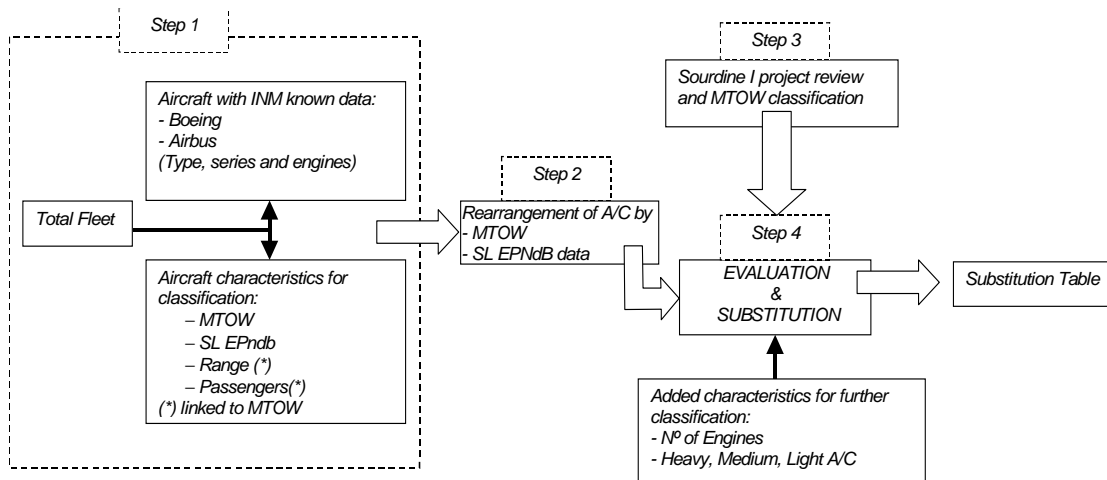 Step 1
Aircraft with INM known data:
- Boeing
- Airbus
(Type, series and engines)
Total Fleet
Aircraft characteristics for
classification:
– MTOW
– SL EPndb
– Range (*)
– Passengers(*)
(*) linked to MTOW
Step 2
Rearrangement of A/C by
- MTOW
- SL EPNdB data
Step 3
Sourdine I project review
and MTOW classification
Step 4
EVALUATION
&
SUBSTITUTION
Substitution Table
Added characteristics for further
classification:
- Nº of Engines
- Heavy, Medium, Light A/C